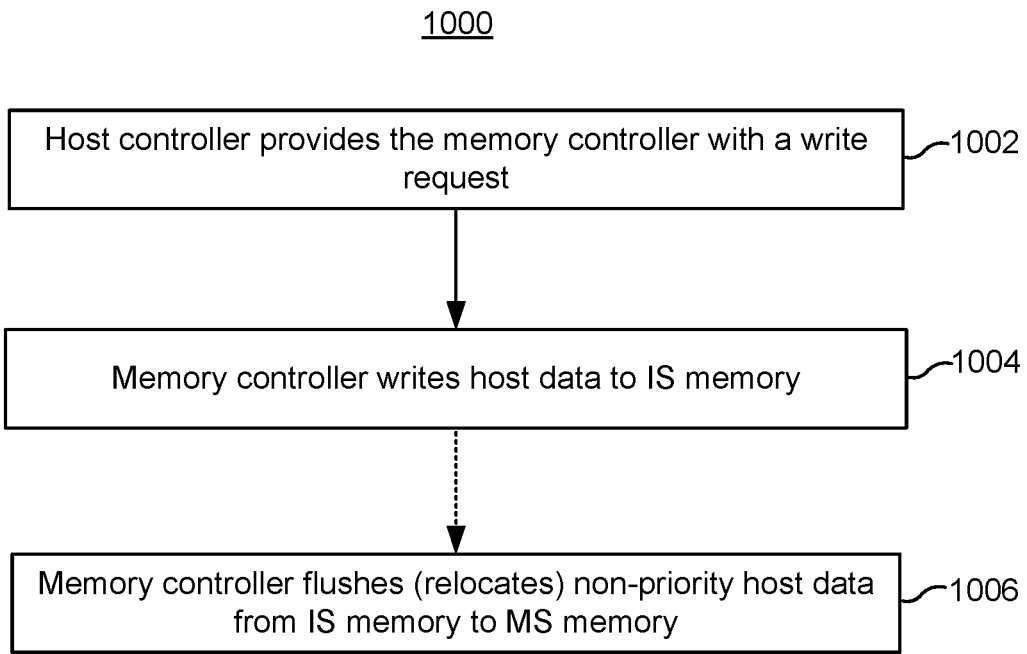 1000
Host controller provides the memory controller with a write
request
1002
Memory controller writes host data to IS memory
1004
Memory controller flushes (relocates) non-priority host data
from IS memory to MS memory
1006